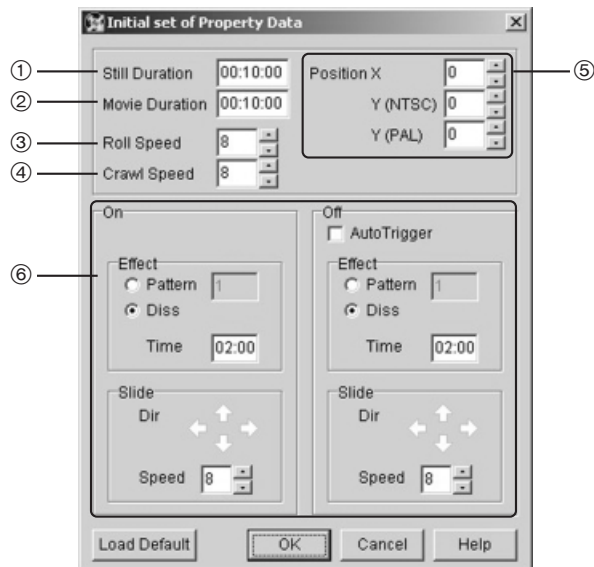 Initial set of Property Data
① Still Duration 00:10:00
② Movie Duration 00:10:00
③ Roll Speed 8
④ Crawl Speed 8
Position X 0 ⑤
Y (NTSC) 0
Y (PAL) 0
⑥
On
Effect
Pattern 1
Diss
Time 02:00
Slide
Dir
Speed 8
Off
AutoTrigger
Effect
Pattern 1
Diss
Time 02:00
Slide
Dir
Speed 8
Load Default OK Cancel Help